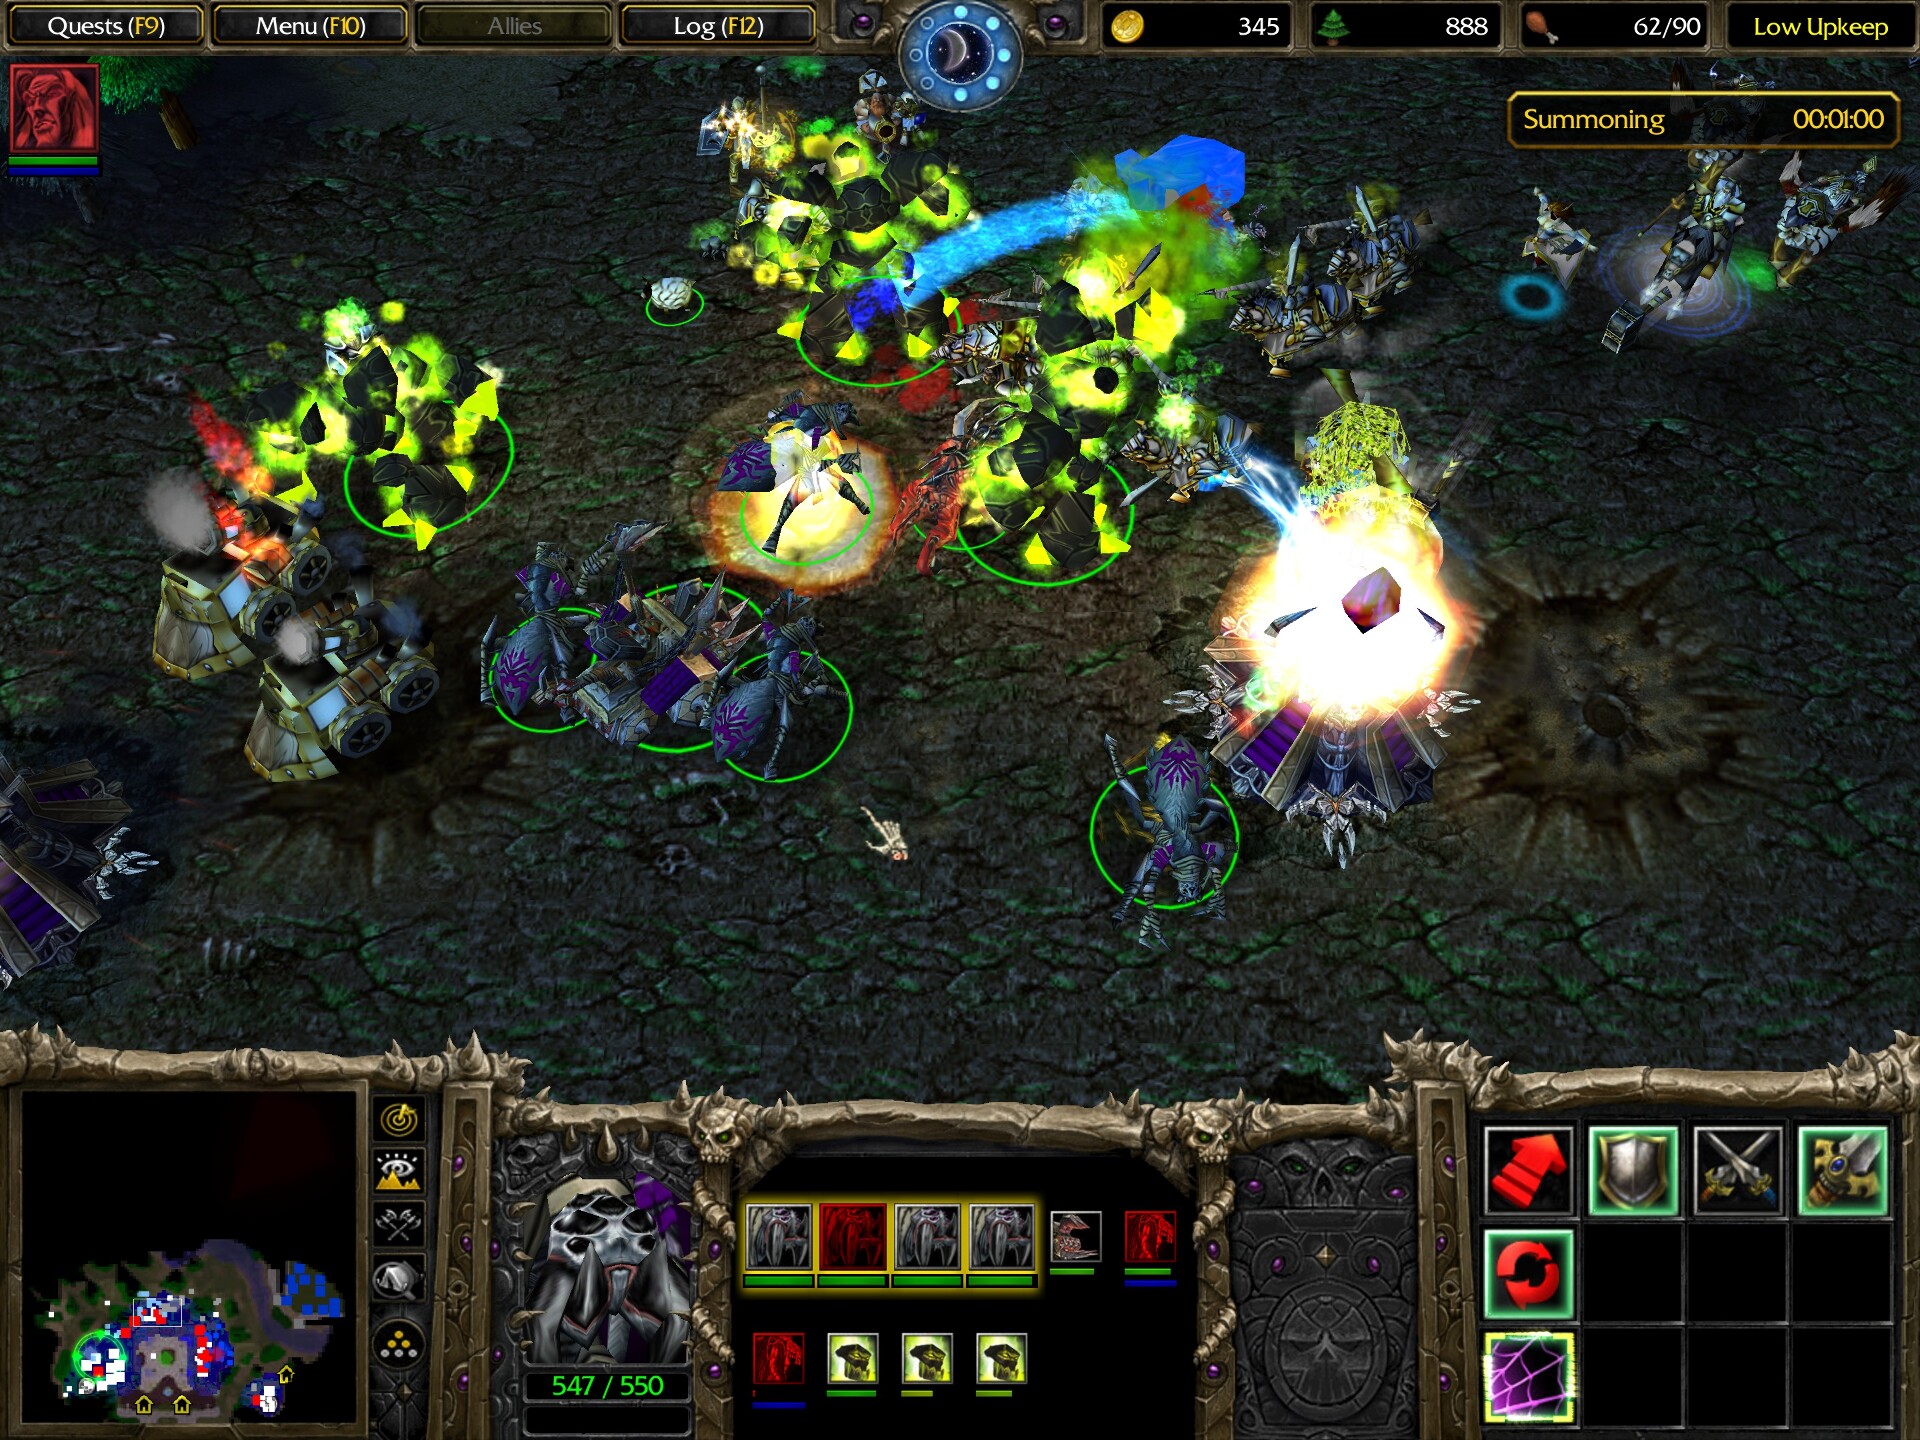 Quests (F9)
Menu (F10)
Allies
Log (F12)
345
888
62/90
Low Upkeep
Summoning 00:01:00
547 / 550